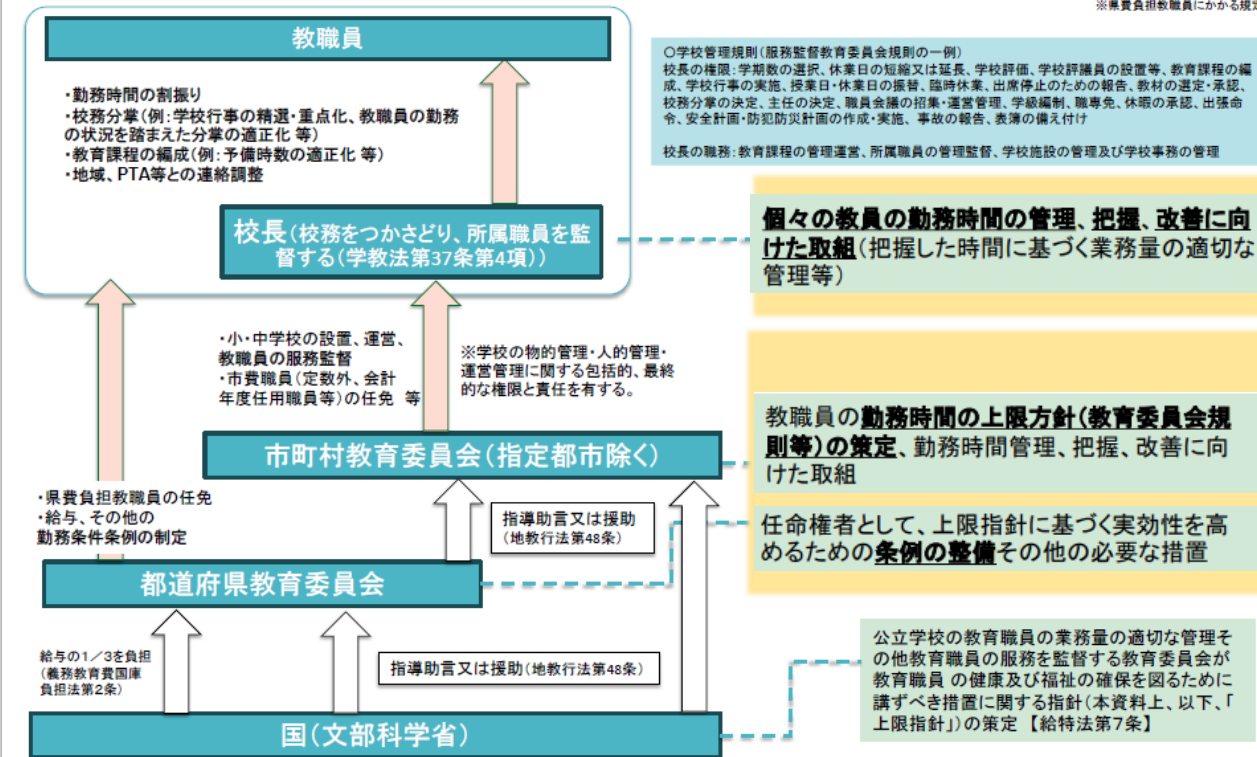 ※県費負担教職員にかかる規定
教職員
○学校管理規則(服務監督教育委員会規則の一例)
校長の権限:学期数の選択、休業日の短縮又は延長、学校評価、学校評議員の設置等、教育課程の編
成、学校行事の実施、授業日・休業日の振替、臨時休業、出席停止のための報告、教材の選定・承認、
校務分掌の決定、主任の決定、職員会議の招集・運営管理、学級編制、職専免、休暇の承認、出張命
令、安全計画・防犯防災計画の作成・実施、事故の報告、表簿の備え付け
校長の職務:教育課程の管理運営、所属職員の管理監督、学校施設の管理及び学校事務の管理
・勤務時間の割振り
・校務分掌(例:学校行事の精選・重点化、教職員の勤務
の状況を踏まえた分掌の適正化 等)
・教育課程の編成(例:予備時数の適正化 等)
・地域、PTA等との連絡調整
校長(校務をつかさどり、所属職員を監
督する(学教法第37条第4項))
個々の教員の勤務時間の管理、把握、改善に向
けた取組(把握した時間に基づく業務量の適切な
管理等)
・小・中学校の設置、運営、
教職員の服務監督
・市費職員(定数外、会計
年度任用職員等)の任免 等
※学校の物的管理・人的管理・
運営管理に関する包括的、最終
的な権限と責任を有する。
市町村教育委員会(指定都市除く)
教職員の勤務時間の上限方針(教育委員会規
則等)の策定、勤務時間管理、把握、改善に向
けた取組
・県費負担教職員の任免
・給与、その他の
勤務条件条例の制定
指導助言又は援助
(地教行法第48条)
任命権者として、上限指針に基づく実効性を高
めるための条例の整備その他の必要な措置
都道府県教育委員会
給与の1/3を負担
(義務教育費国庫
負担法第2条)
指導助言又は援助(地教行法第48条)
公立学校の教育職員の業務量の適切な管理そ
の他教育職員の服務を監督する教育委員会が
教育職員 の健康及び福祉の確保を図るために
講ずべき措置に関する指針(本資料上、以下、「
上限指針」)の策定 【給特法第7条】
国(文部科学省)